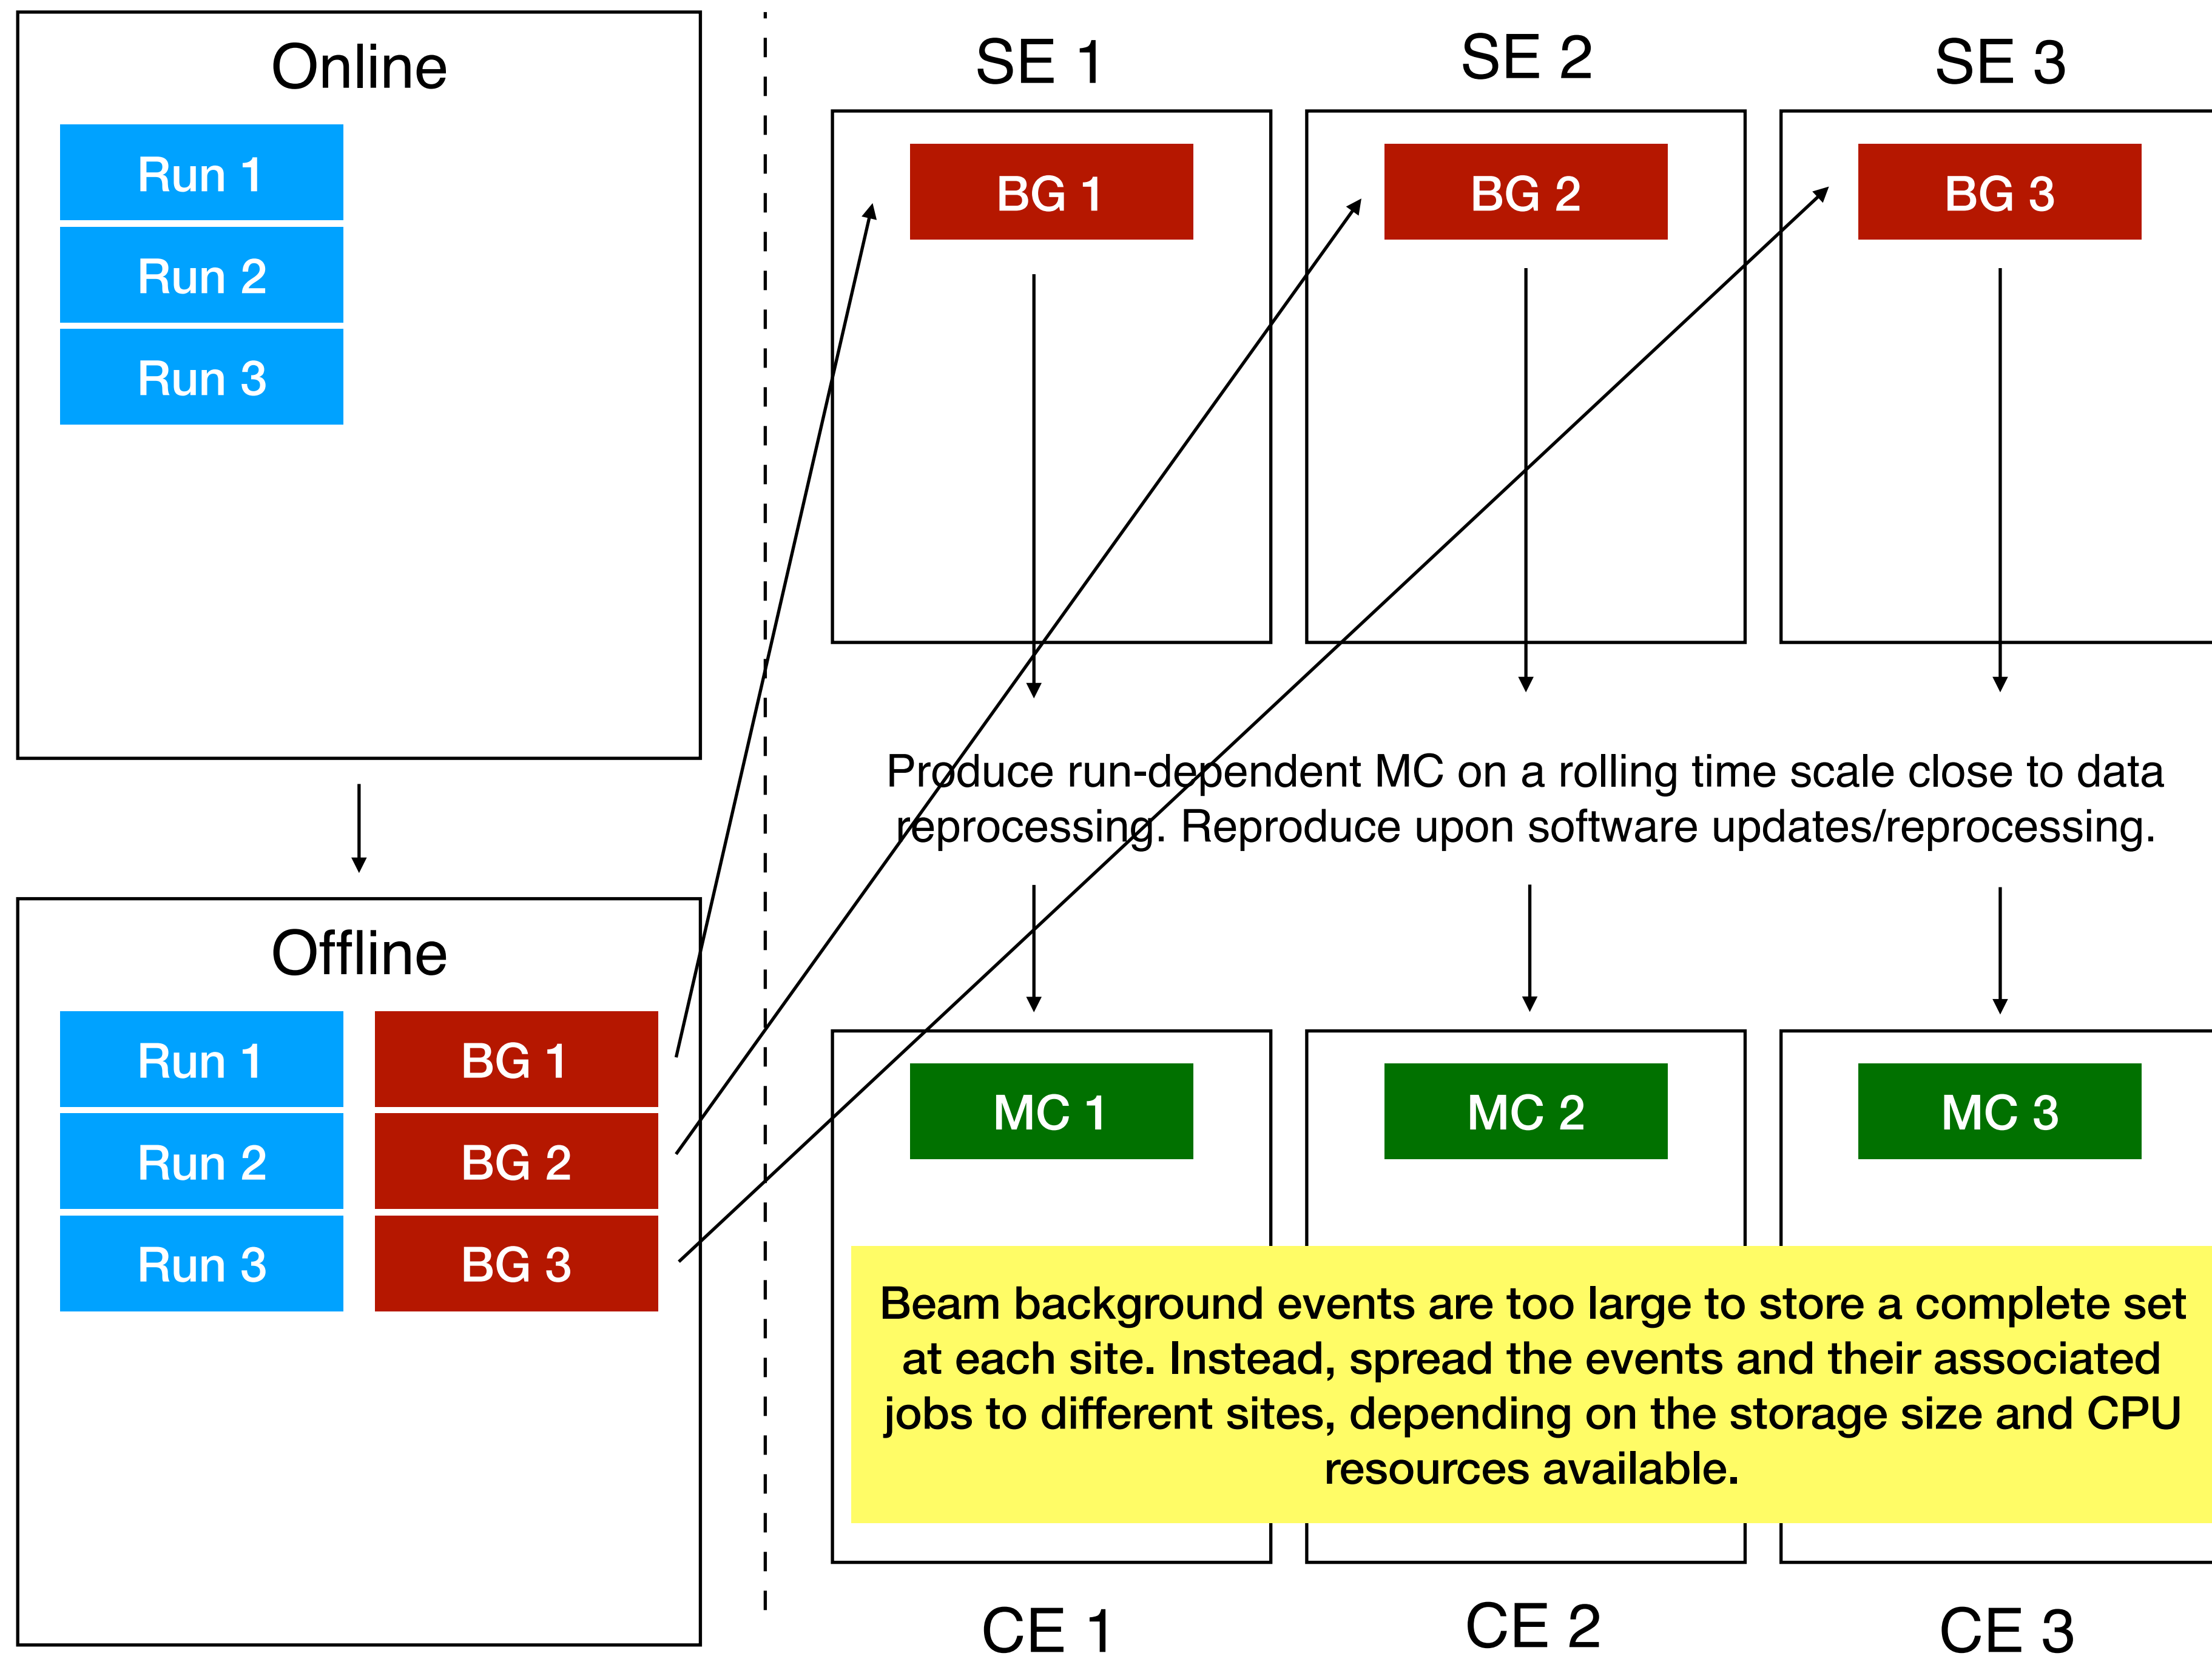 Online
Run 1
Run 2
Run 3
Offline
Run 1
BG 1
Run 2
BG 2
Run 3
BG 3
SE 1
SE 2
SE 3
BG 1
BG 2
BG 3
Produce run-dependent MC on a rolling time scale close to data
reprocessing. Reproduce upon software updates/reprocessing.
MC 1
MC 2
MC 3
Beam background events are too large to store a complete set
at each site. Instead, spread the events and their associated
jobs to different sites, depending on the storage size and CPU
resources available.
CE 1
CE 2
CE 3